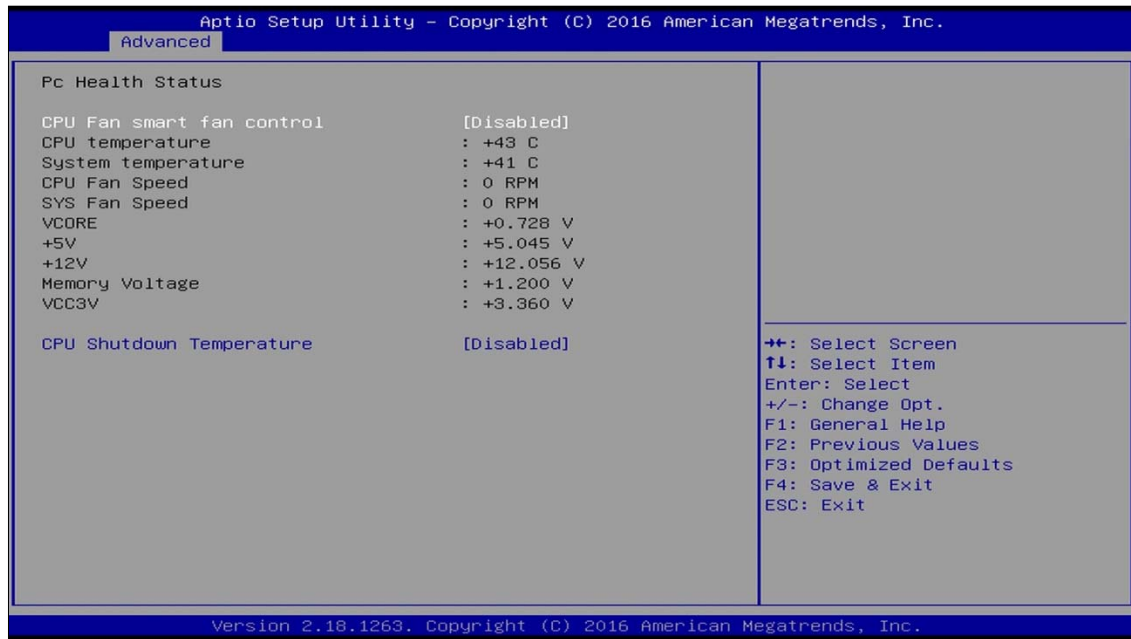 Aptio Setup Utility – Copyright (C) 2016 American Megatrends, Inc.
Advanced
Pc Health Status
CPU Fan smart fan control [Disabled]
CPU temperature : +43 C
System temperature : +41 C
CPU Fan Speed : 0 RPM
SYS Fan Speed : 0 RPM
VCORE : +0.728 V
+5V : +5.045 V
+12V : +12.056 V
Memory Voltage : +1.200 V
VCC3V : +3.360 V
CPU Shutdown Temperature [Disabled]
→←: Select Screen
↑↓: Select Item
Enter: Select
+/-: Change Opt.
F1: General Help
F2: Previous Values
F3: Optimized Defaults
F4: Save & Exit
ESC: Exit
Version 2.18.1263. Copyright (C) 2016 American Megatrends, Inc.